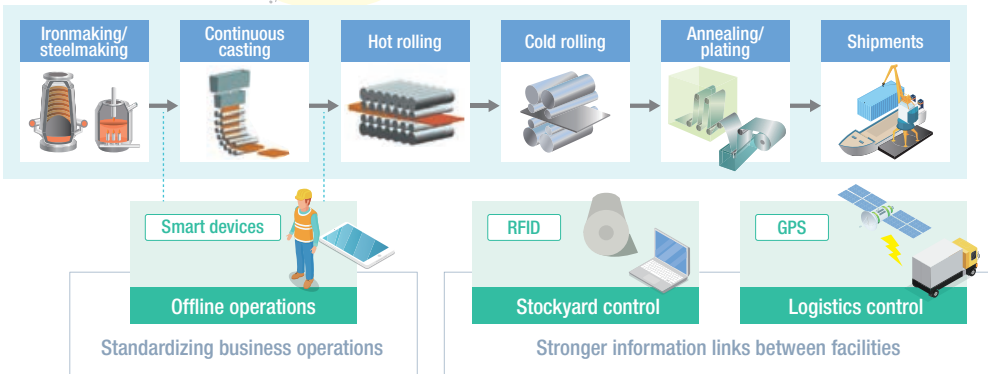 Ironmaking/
steelmaking
Continuous
casting
Hot rolling
Cold rolling
Annealing/
plating
Shipments
Smart devices
RFID
GPS
Offline operations
Stockyard control
Logistics control
Standardizing business operations
Stronger information links between facilities